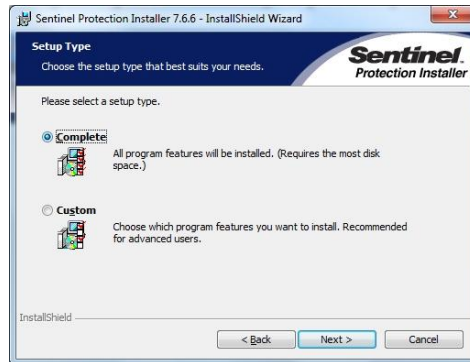 Sentinel Protection Installer 7.6.6 - InstallShield Wizard
Setup Type
Choose the setup type that best suits your needs.
Sentinel.
Protection Installer
Please select a setup type.
Complete
All program features will be installed. (Requires the most disk
space.)
Custom
Choose which program features you want to install. Recommended
for advanced users.
InstallShield
< Back
Next >
Cancel